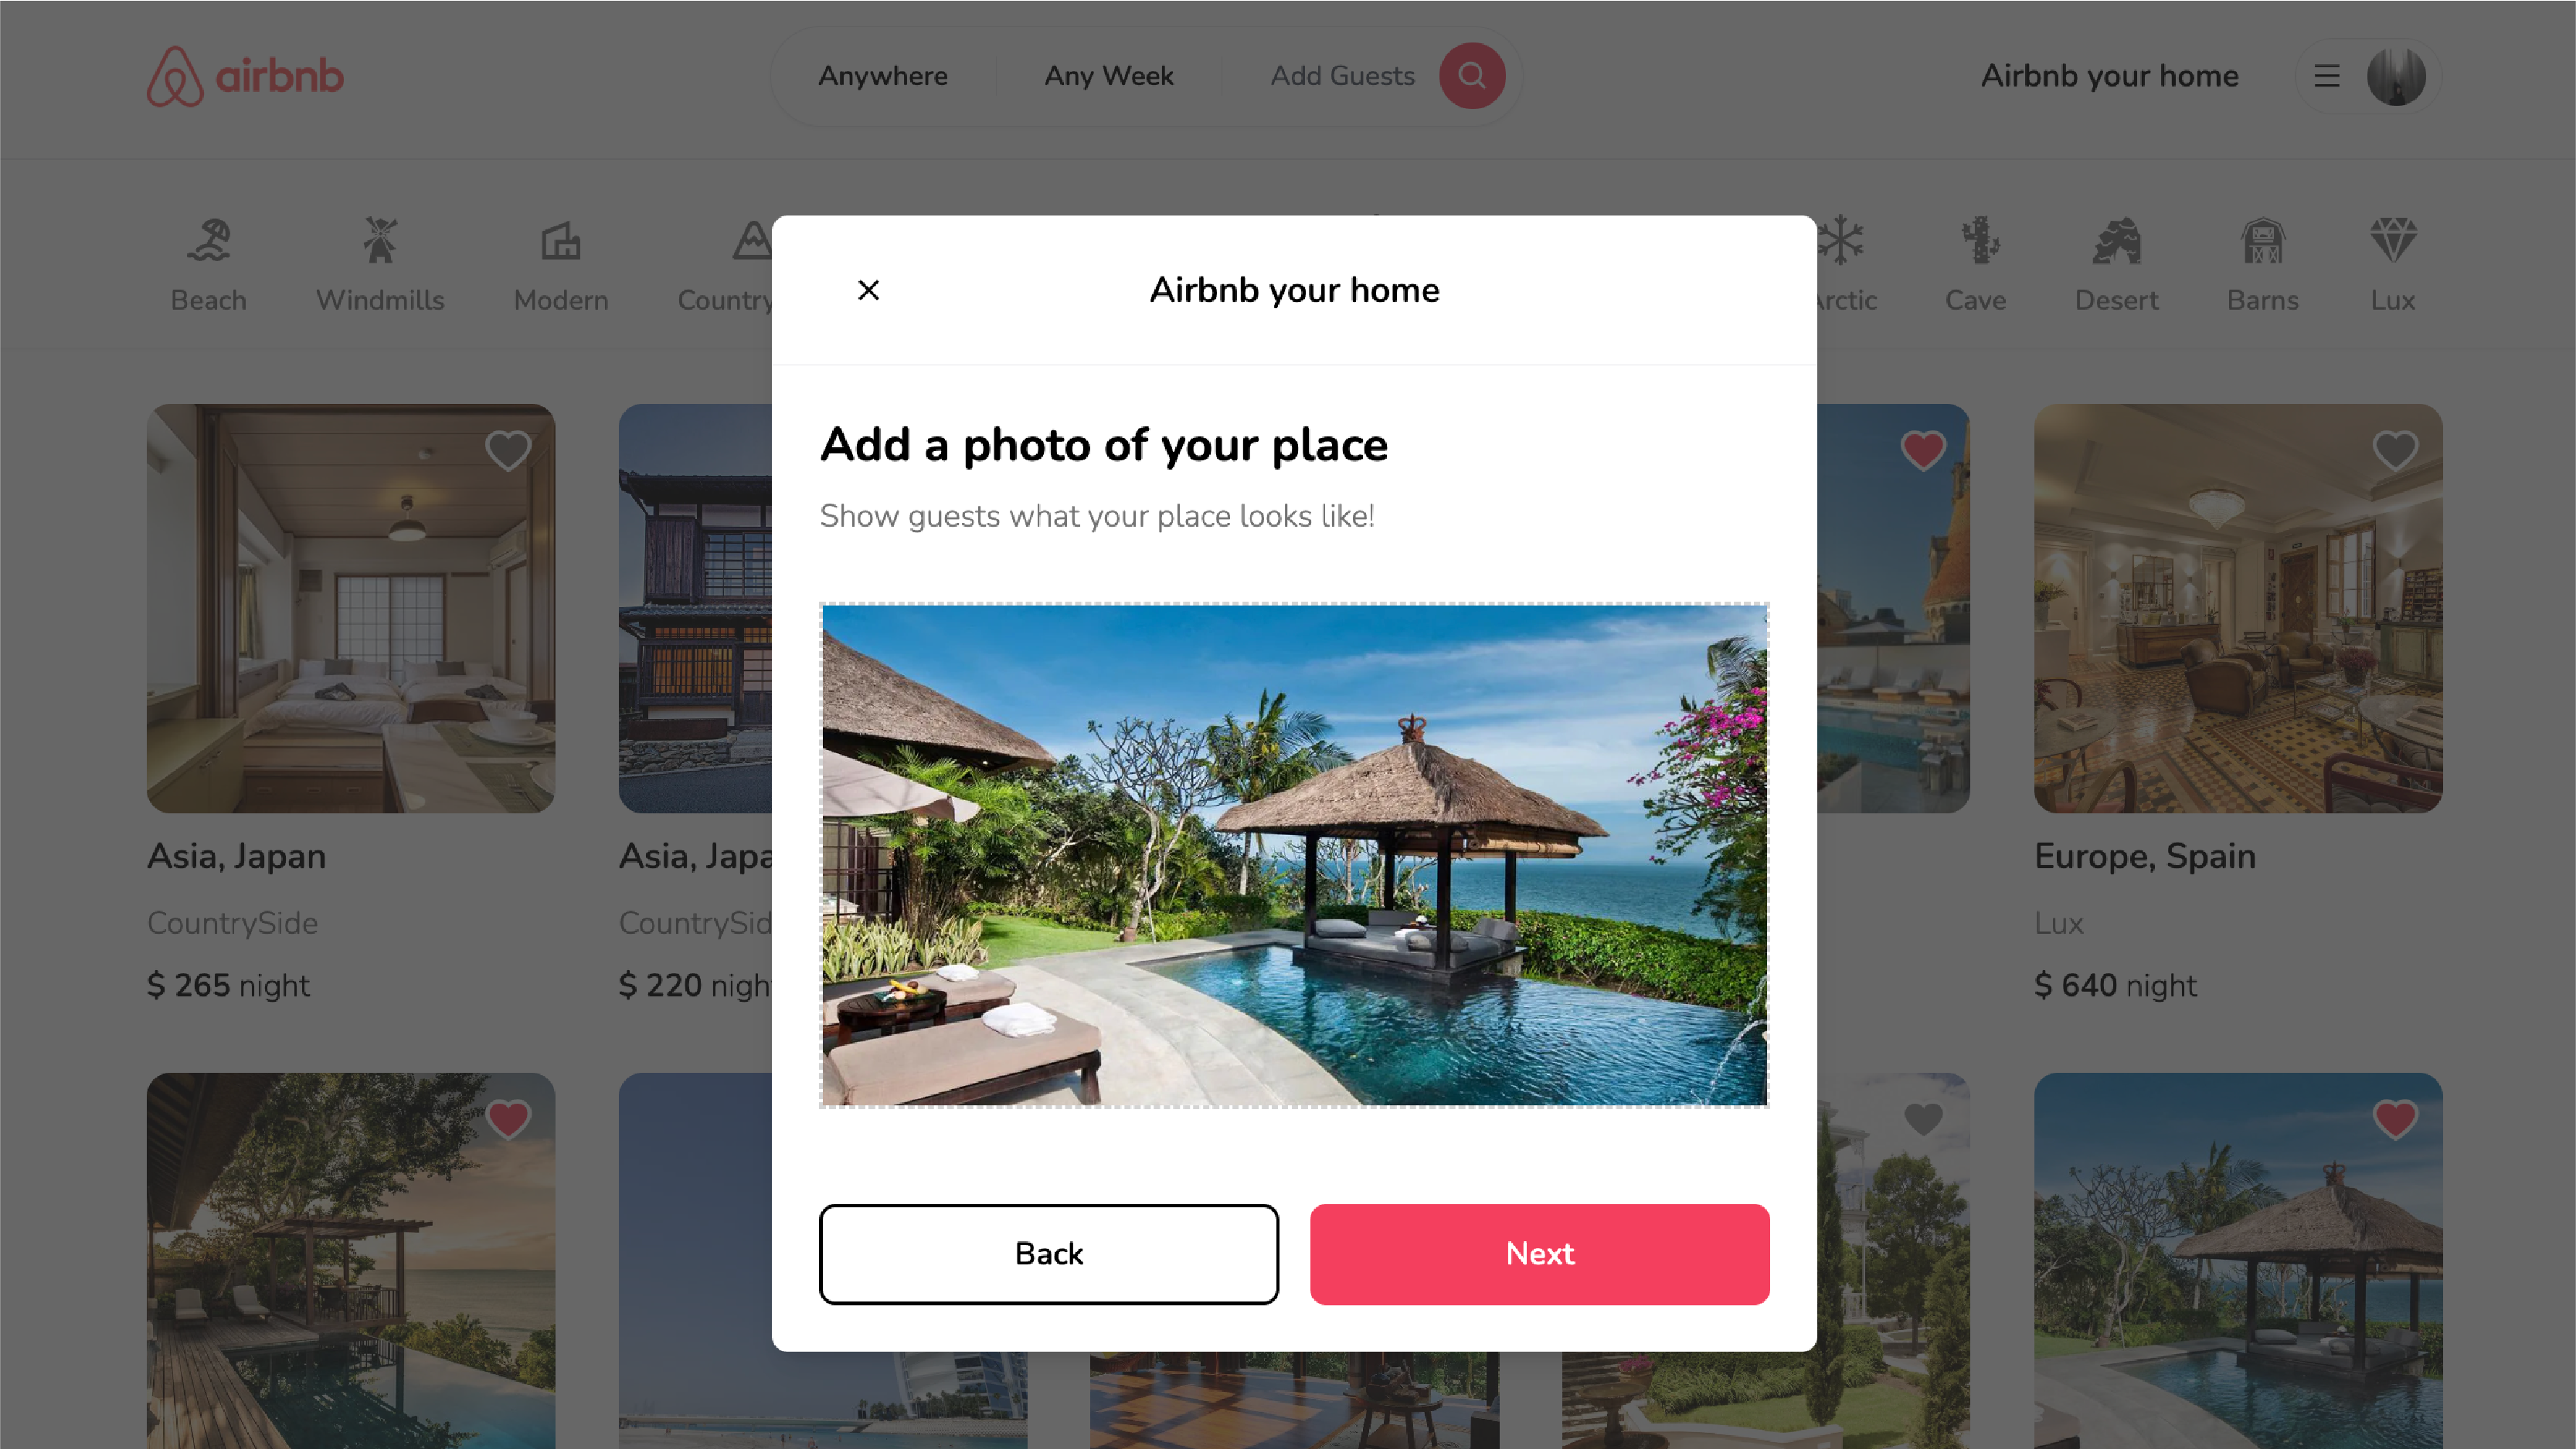 airbnb
Anywhere
Any Week
Add Guests
Airbnb your home
Beach
Windmills
Modern
Country
Arctic
Cave
Desert
Barns
Lux
Airbnb your home
Add a photo of your place
Show guests what your place looks like!
Back
Next
Asia, Japan
CountrySide
$ 265 night
Asia, Japa
CountrySid
$ 220 nigh
Europe, Spain
Lux
$ 640 night